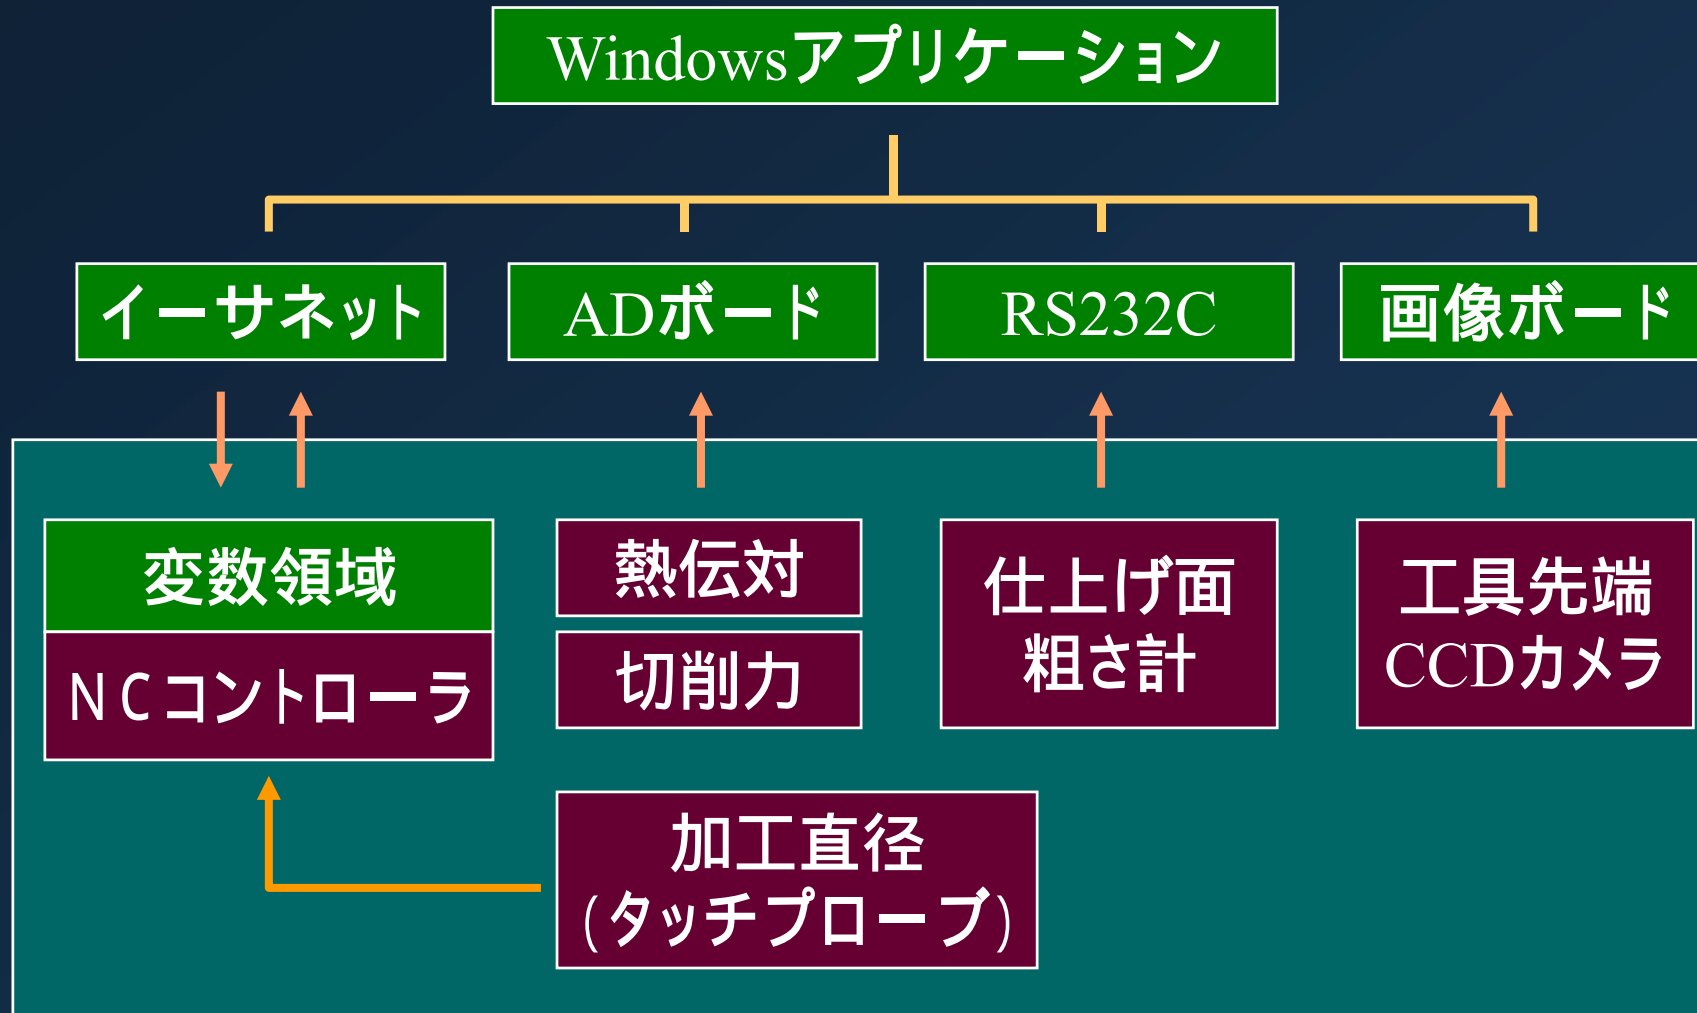 Windowsアプリケーション
イーサネット
ADボード
RS232C
画像ボード
変数領域
NCコントローラ
熱伝対
切削力
仕上げ面
粗さ計
工具先端
CCDカメラ
加工直径
(タッチプローブ)